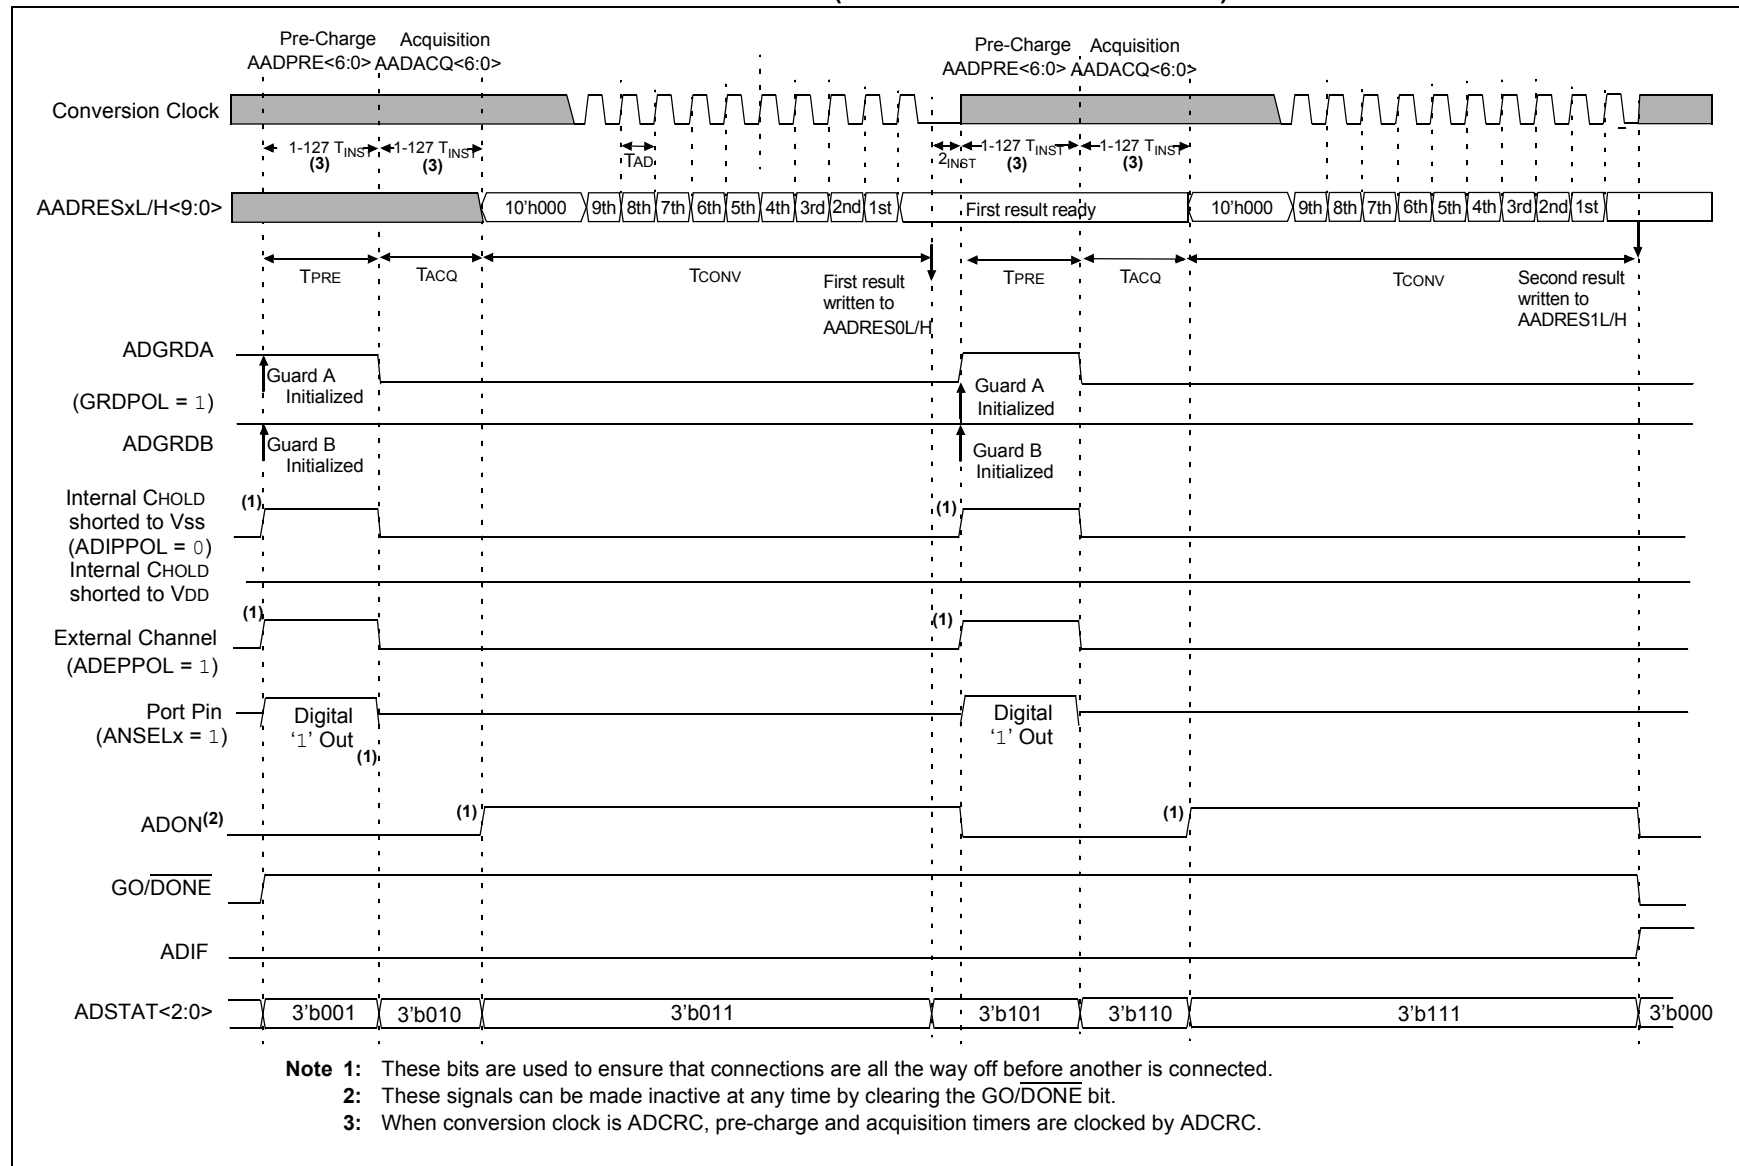 Pre-Charge Acquisition Pre-Charge Acquisition
AADPRE<6:0> AADACQ<6:0> AADPRE<6:0> AADACQ<6:0>
Conversion Clock
1-127 TINST 1-127 TINST TAD 2INST 1-127 TINST 1-127 TINST
(3) (3) (3) (3)
AADRESxL/H<9:0> 10'h000 9th 8th 7th 6th 5th 4th 3rd 2nd 1st First result ready 10'h000 9th 8th 7th 6th 5th 4th 3rd 2nd 1st
TPRE TACQ TCONV First result TPRE TACQ TCONV Second result
written to written to
AADRES0L/H AADRES1L/H
ADGRDA
Guard A Guard A
Initialized Initialized
(GRDPOL = 1)
ADGRDB Guard B Guard B
Initialized Initialized
Internal CHOLD (1) (1)
shorted to Vss
(ADIPPOL = 0)
Internal CHOLD
shorted to VDD
(1) (1)
External Channel
(ADEPPOL = 1)
Port Pin Digital Digital
(ANSELx = 1) '1' Out '1' Out
(1)
ADON(2) (1) (1)
GO/DONE
ADIF
ADSTAT<2:0> 3'b001 3'b010 3'b011 3'b101 3'b110 3'b111 3'b000
Note 1: These bits are used to ensure that connections are all the way off before another is connected.
2: These signals can be made inactive at any time by clearing the GO/DONE bit.
3: When conversion clock is ADCRC, pre-charge and acquisition timers are clocked by ADCRC.